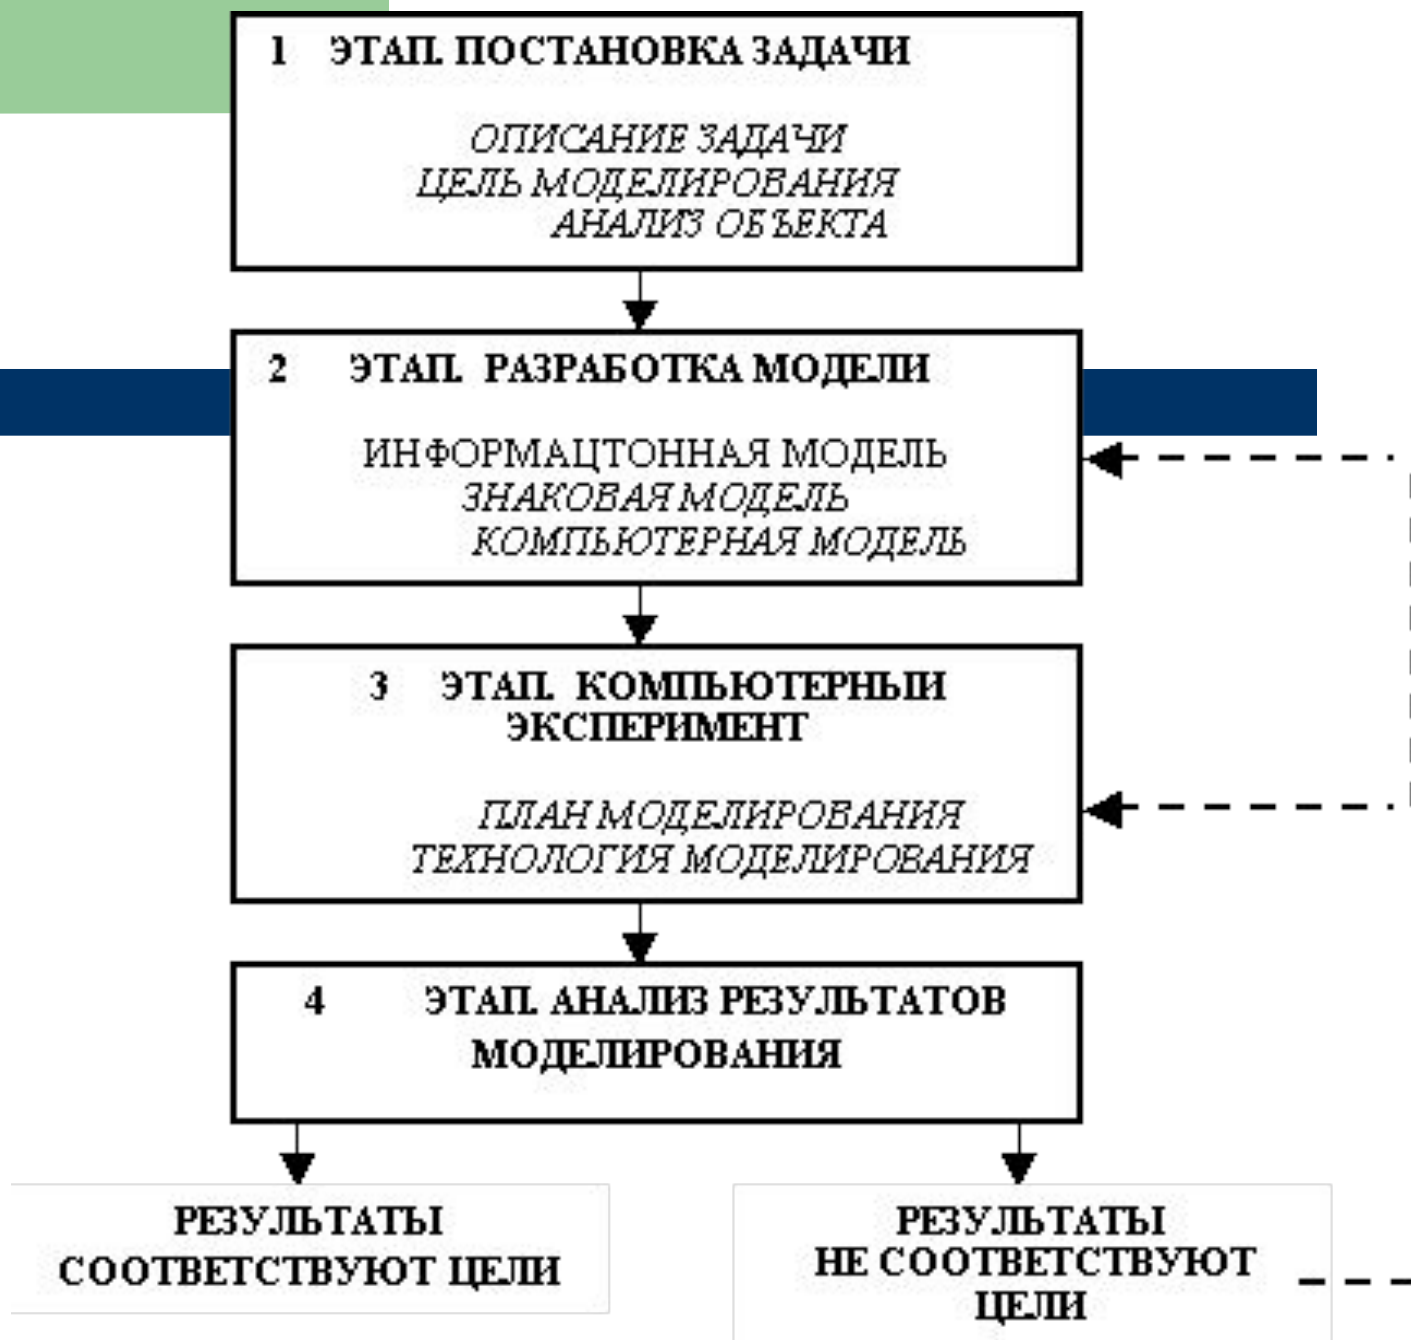 1 ЭТАП. ПОСТАНОВКА ЗАДАЧИ
ОПИСАНИЕ ЗАДАЧИ
ЦЕЛЬ МОДЕЛИРОВАНИЯ
АНАЛИЗ ОБЪЕКТА
2 ЭТАП. РАЗРАБОТКА МОДЕЛИ
ИНФОРМАЦТОННАЯ МОДЕЛЬ
ЗНАКОВАЯ МОДЕЛЬ
КОМПЬЮТЕРНАЯ МОДЕЛЬ
3 ЭТАП. КОМПЬЮТЕРНЫЙ
ЭКСПЕРИМЕНТ
ПЛАН МОДЕЛИРОВАНИЯ
ТЕХНОЛОГИЯ МОДЕЛИРОВАНИЯ
4 ЭТАП. АНАЛИЗ РЕЗУЛЬТАТОВ
МОДЕЛИРОВАНИЯ
РЕЗУЛЬТАТЫ
СООТВЕТСТВУЮТ ЦЕЛИ
РЕЗУЛЬТАТЫ
НЕ СООТВЕТСТВУЮТ
ЦЕЛИ